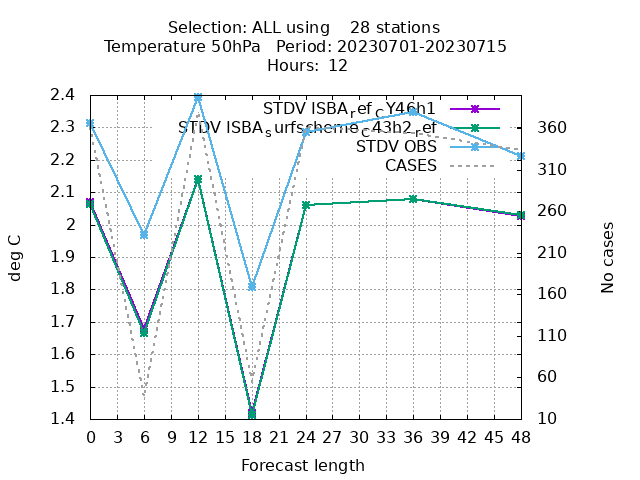 Selection: ALL using 28 stations
Temperature 50hPa Period: 20230701-20230715
Hours: 12
STDV ISBA_ref_CY46h1
STDV ISBA_surfscheme_C43h2_ref
STDV OBS
CASES
2.4
2.3
2.2
2.1
2
1.9
1.8
1.7
1.6
1.5
1.4
deg C
360
310
260
210
160
110
60
10
No cases
0 3 6 9 12 15 18 21 24 27 30 33 36 39 42 45 48
Forecast length